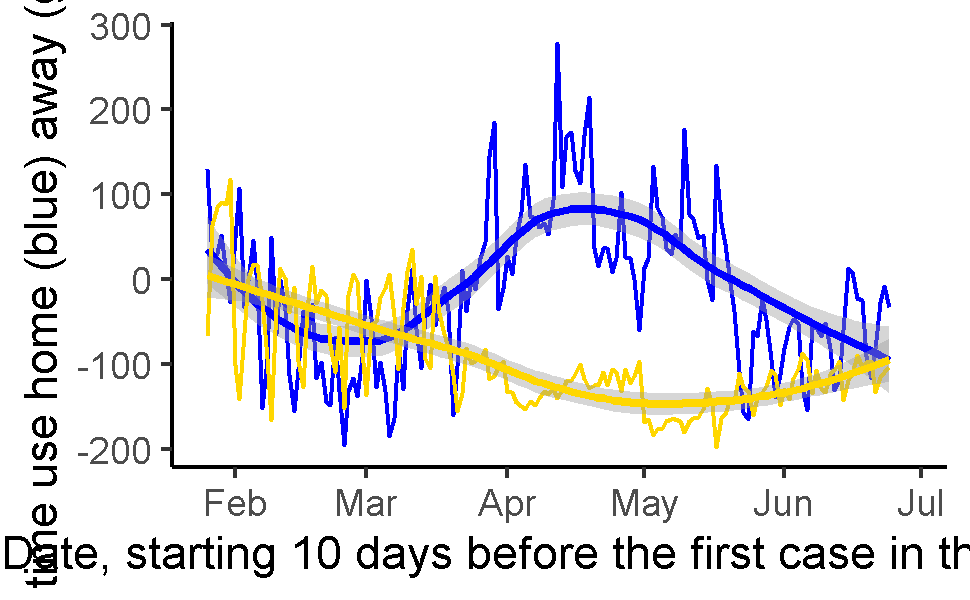 300
200
100
0
-100
-200
time use home (blue) away (
Feb Mar Apr May Jun Jul
Date, starting 10 days before the first case in th